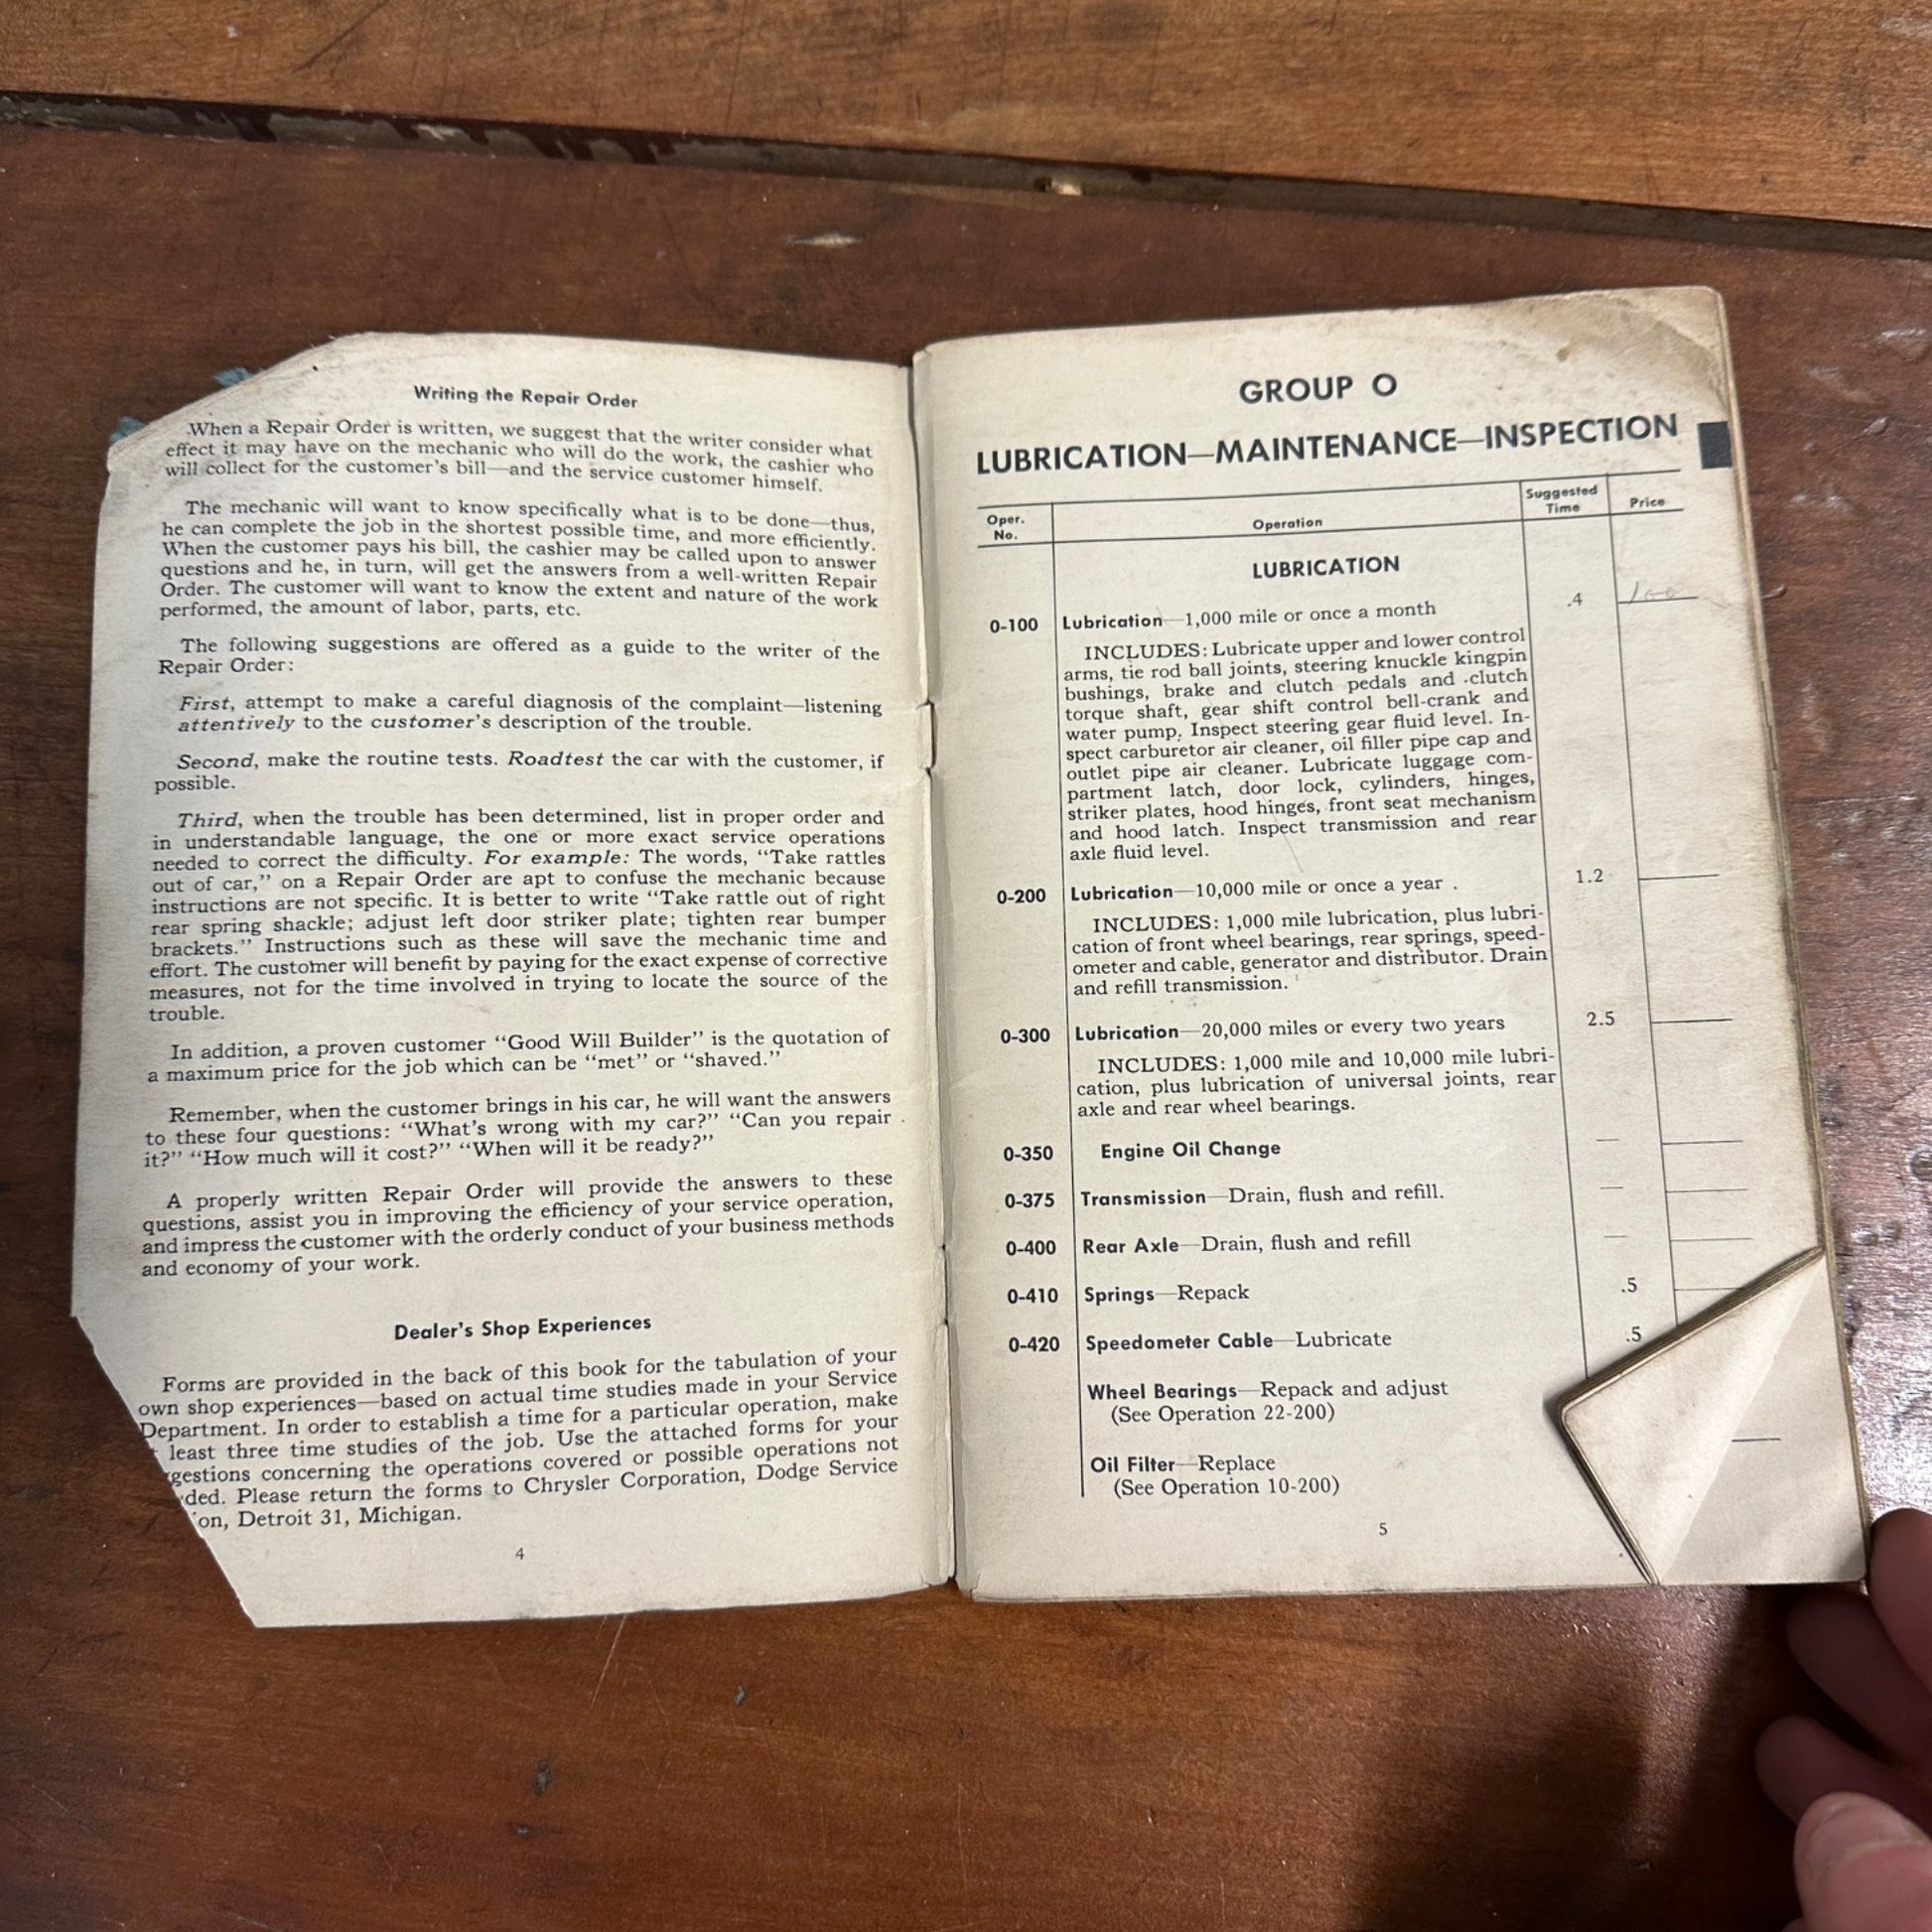 Writing the Repair Order
When a Repair Order is written, we suggest that the writer consider what
effect it may have on the mechanic who will do the work, the cashier who
will collect for the customer's bill—and the service customer himself.
The mechanic will want to know specifically what is to be done—thus,
he can complete the job in the shortest possible time, and more efficiently.
When the customer pays his bill, the cashier may be called upon to answer
questions and he, in turn, will get the answers from a well-written Repair
Order. The customer will want to know the extent and nature of the work
performed, the amount of labor, parts, etc.
The following suggestions are offered as a guide to the writer of the
Repair Order:
First, attempt to make a careful diagnosis of the complaint—listening
attentively to the customer's description of the trouble.
Second, make the routine tests. Roadtest the car with the customer, if
possible.
Third, when the trouble has been determined, list in proper order and
in understandable language, the one or more exact service operations
needed to correct the difficulty. For example: The words, "Take rattles
out of car," on a Repair Order are apt to confuse the mechanic because
instructions are not specific. It is better to write "Take rattle out of right
rear spring shackle; adjust left door striker plate; tighten rear bumper
brackets." Instructions such as these will save the mechanic time and
effort. The customer will benefit by paying for the exact expense of corrective
measures, not for the time involved in trying to locate the source of the
trouble.
In addition, a proven customer "Good Will Builder" is the quotation of
a maximum price for the job which can be "met" or "shaved."
Remember, when the customer brings in his car, he will want the answers
to these four questions: "What's wrong with my car?" "Can you repair
it?" "How much will it cost?" "When will it be ready?"
A properly written Repair Order will provide the answers to these
questions, assist you in improving the efficiency of your service operation,
and impress the customer with the orderly conduct of your business methods
and economy of your work.
Dealer's Shop Experiences
Forms are provided in the back of this book for the tabulation of your
own shop experiences—based on actual time studies made in your Service
Department. In order to establish a time for a particular operation, make
least three time studies of the job. Use the attached forms for your
gestions concerning the operations covered or possible operations not
ded. Please return the forms to Chrysler Corporation, Dodge Service
on, Detroit 31, Michigan.
4
GROUP O
LUBRICATION—MAINTENANCE—INSPECTION
Oper. No. Operation Suggested Time Price
LUBRICATION
0-100 Lubrication—1,000 mile or once a month .4 100
INCLUDES: Lubricate upper and lower control
arms, tie rod ball joints, steering knuckle kingpin
bushings, brake and clutch pedals and clutch
torque shaft, gear shift control bell-crank and
water pump. Inspect steering gear fluid level. In-
spect carburetor air cleaner, oil filler pipe cap and
outlet pipe air cleaner. Lubricate luggage com-
partment latch, door lock, cylinders, hinges,
striker plates, hood hinges, front seat mechanism
and hood latch. Inspect transmission and rear
axle fluid level.
0-200 Lubrication—10,000 mile or once a year . 1.2
INCLUDES: 1,000 mile lubrication, plus lubri-
cation of front wheel bearings, rear springs, speed-
ometer and cable, generator and distributor. Drain
and refill transmission.
0-300 Lubrication—20,000 miles or every two years 2.5
INCLUDES: 1,000 mile and 10,000 mile lubri-
cation, plus lubrication of universal joints, rear
axle and rear wheel bearings.
0-350 Engine Oil Change —
0-375 Transmission—Drain, flush and refill. —
0-400 Rear Axle—Drain, flush and refill —
0-410 Springs—Repack .5
0-420 Speedometer Cable—Lubricate .5
Wheel Bearings—Repack and adjust
(See Operation 22-200)
Oil Filter—Replace
(See Operation 10-200)
5